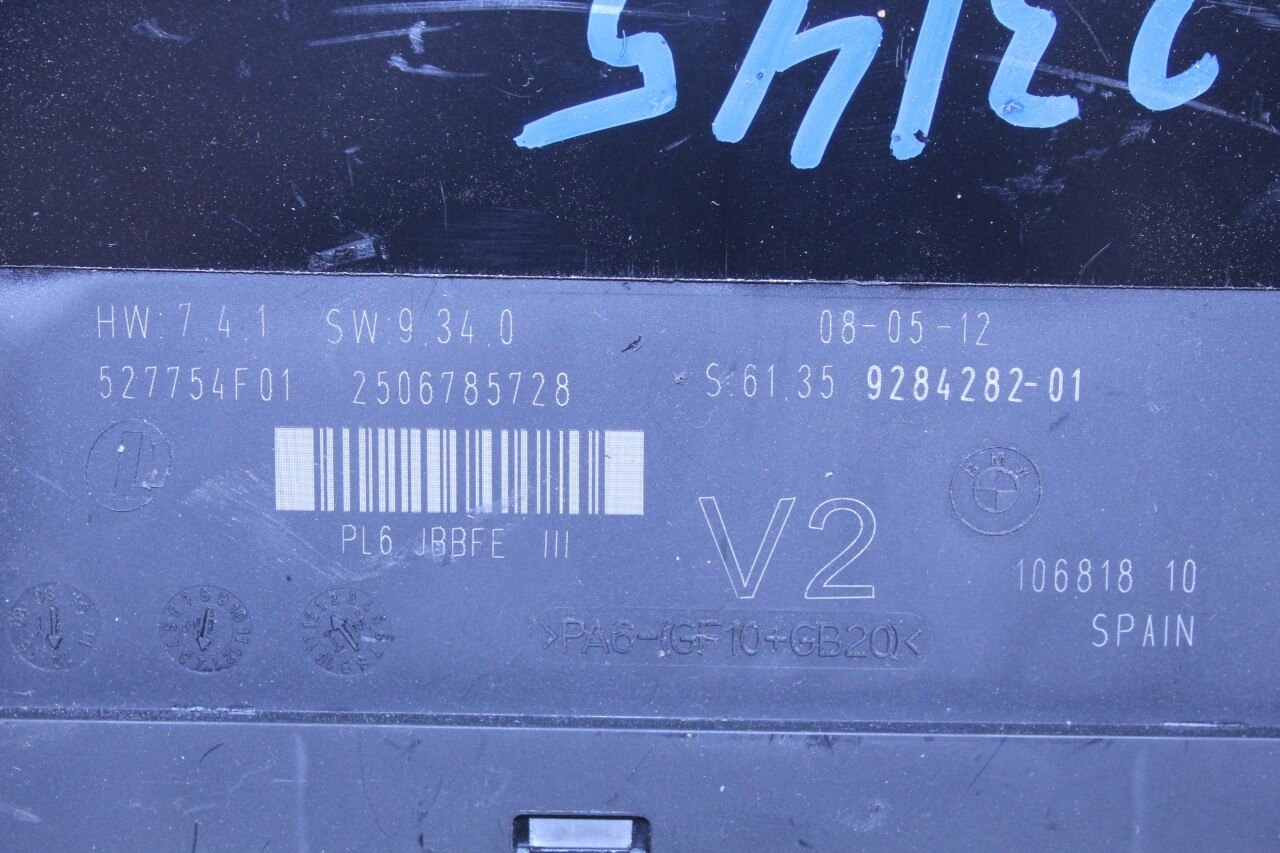 HW:7.4.1 SW:9.34.0 08-05-12
527754F01 2506785728 S:61.35 9284282-01
BMW
PL6 JBBFE III
V2
106818 10
>PA6-(GF10+GB20)<
SPAIN